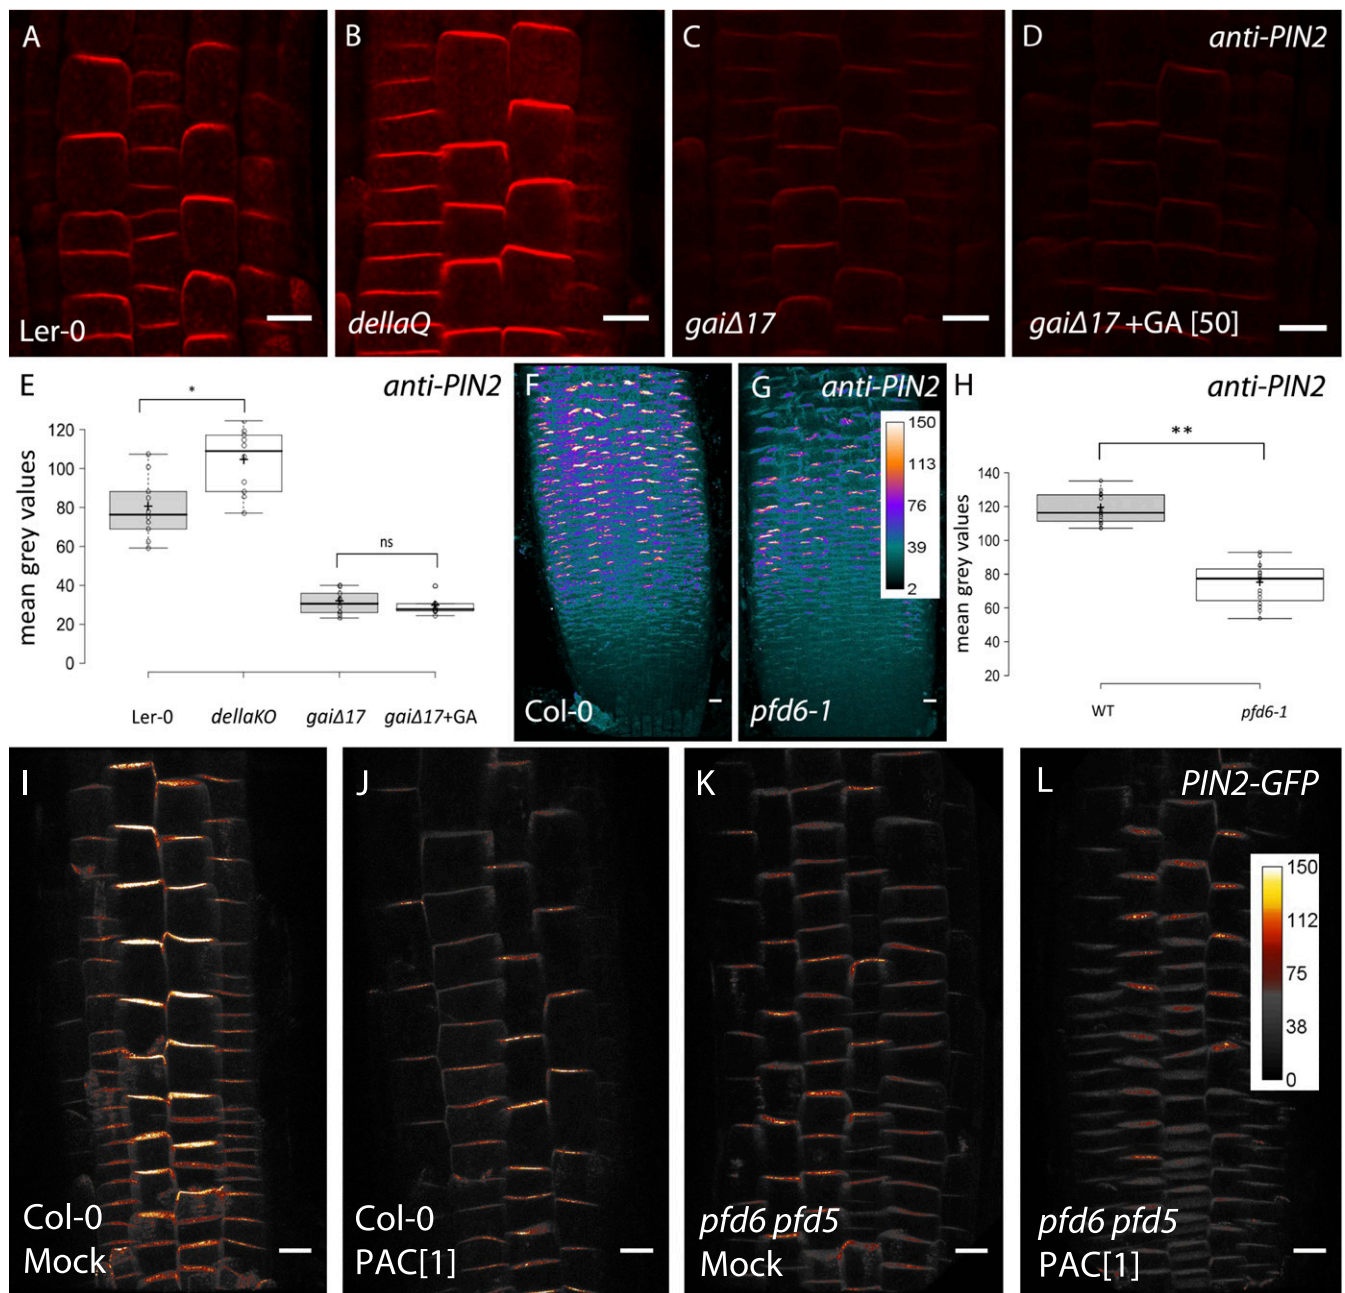 A
B
C
D
anti-PIN2
Ler-0
dellaQ
gaiΔ17
gaiΔ17 +GA [50]
E
anti-PIN2
*
ns
mean grey values
120
100
80
60
40
20
0
Ler-0
dellaKO
gaiΔ17
gaiΔ17+GA
F
Col-0
G
anti-PIN2
150
113
76
39
2
pfd6-1
H
anti-PIN2
**
mean grey values
140
120
100
80
60
40
20
WT
pfd6-1
I
Col-0
Mock
J
Col-0
PAC[1]
K
pfd6 pfd5
Mock
L
PIN2-GFP
150
112
75
38
0
pfd6 pfd5
PAC[1]